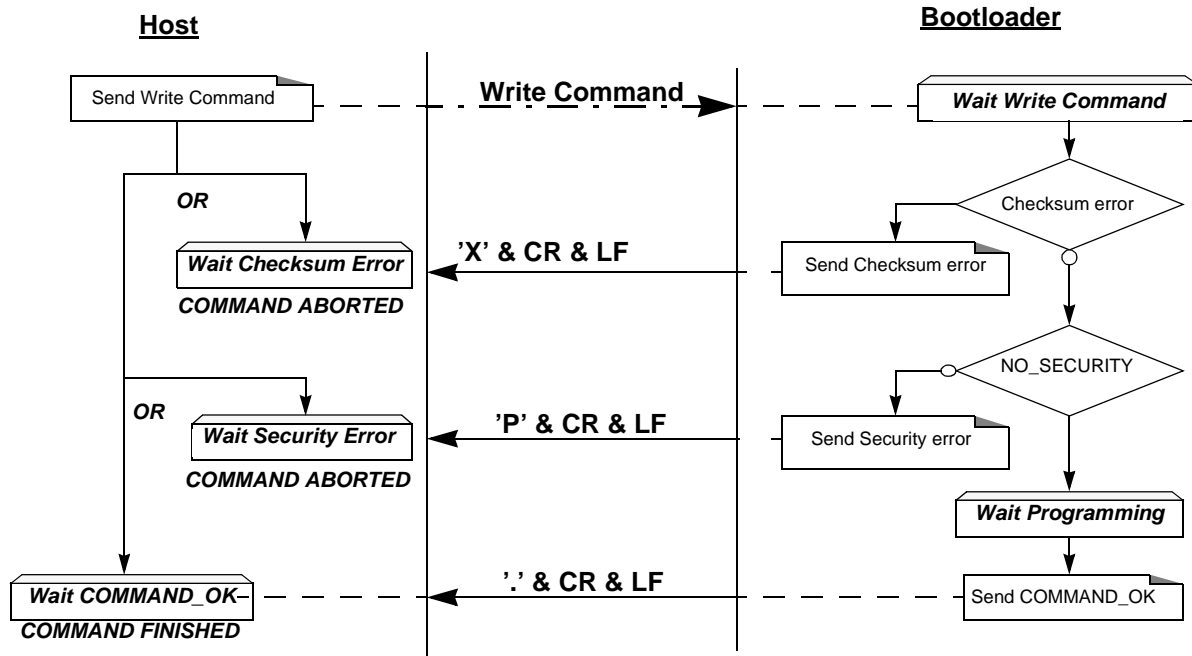 Host
Bootloader
Send Write Command
Write Command
Wait Write Command
OR
Checksum error
Wait Checksum Error
'X' & CR & LF
Send Checksum error
COMMAND ABORTED
NO_SECURITY
OR
Wait Security Error
'P' & CR & LF
Send Security error
COMMAND ABORTED
Wait Programming
Wait COMMAND_OK
'.' & CR & LF
Send COMMAND_OK
COMMAND FINISHED